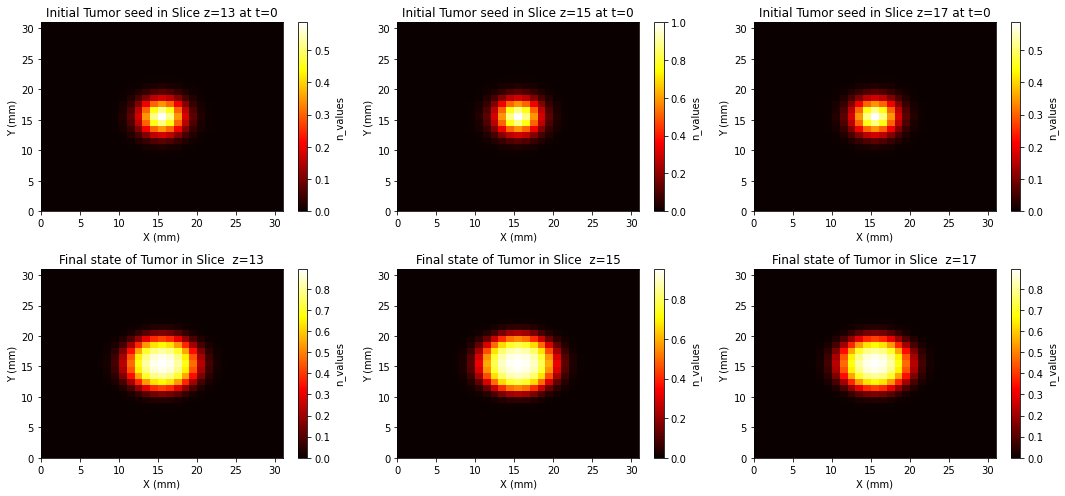 Initial Tumor seed in Slice z=13 at t=0
Initial Tumor seed in Slice z=15 at t=0
Initial Tumor seed in Slice z=17 at t=0
30
25
20
15
10
5
0
Y (mm)
0 5 10 15 20 25 30
X (mm)
0.5
0.4
0.3
0.2
0.1
0.0
n_values
30
25
20
15
10
5
0
Y (mm)
0 5 10 15 20 25 30
X (mm)
1.0
0.8
0.6
0.4
0.2
0.0
n_values
30
25
20
15
10
5
0
Y (mm)
0 5 10 15 20 25 30
X (mm)
0.5
0.4
0.3
0.2
0.1
0.0
n_values
Final state of Tumor in Slice  z=13
Final state of Tumor in Slice  z=15
Final state of Tumor in Slice  z=17
30
25
20
15
10
5
0
Y (mm)
0 5 10 15 20 25 30
X (mm)
0.8
0.7
0.6
0.5
0.4
0.3
0.2
0.1
0.0
n_values
30
25
20
15
10
5
0
Y (mm)
0 5 10 15 20 25 30
X (mm)
0.8
0.6
0.4
0.2
0.0
n_values
30
25
20
15
10
5
0
Y (mm)
0 5 10 15 20 25 30
X (mm)
0.8
0.7
0.6
0.5
0.4
0.3
0.2
0.1
0.0
n_values